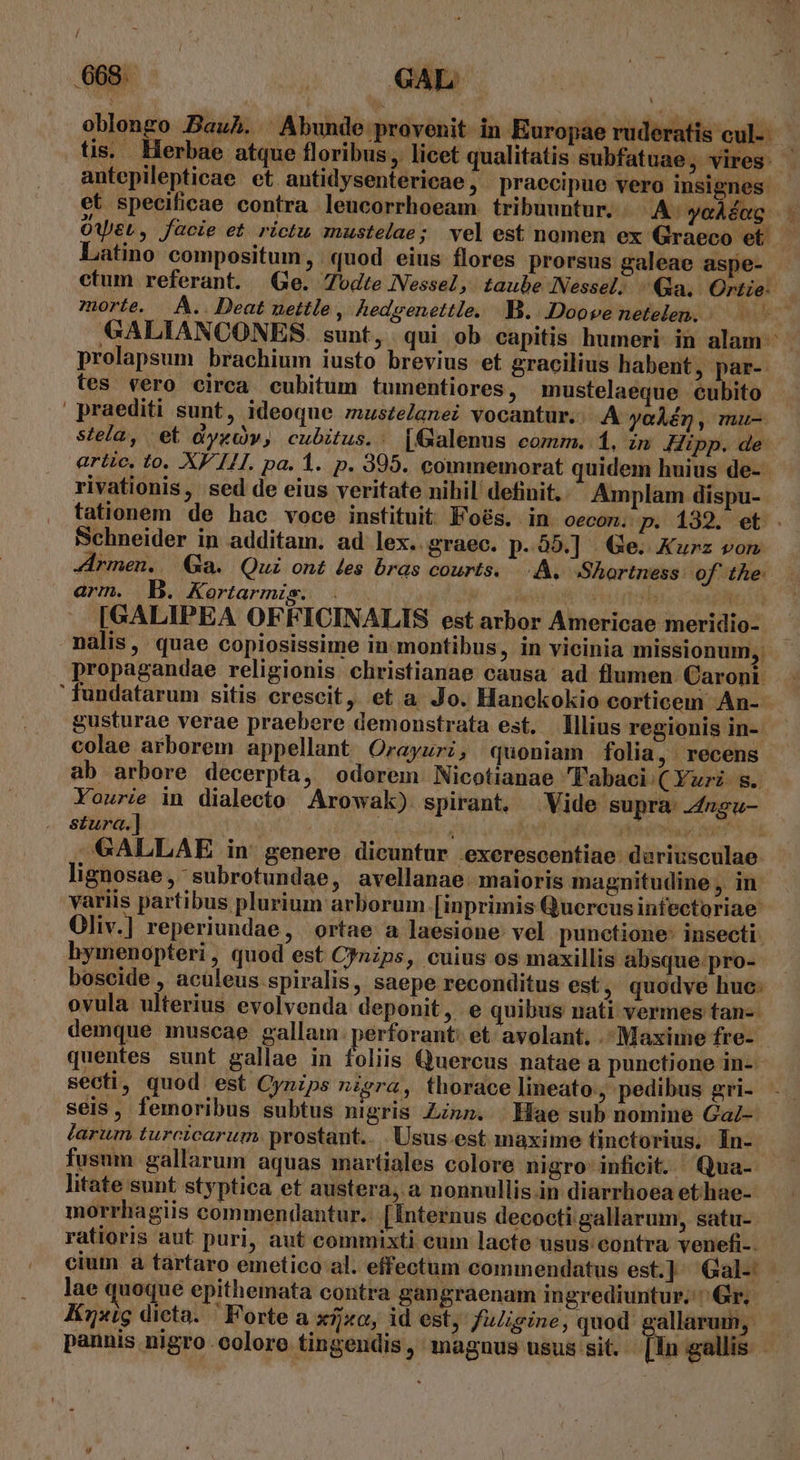 668 GAL
oblongo Bauh. Abunde provenit in Europae ruderatis cul-
tis. Herbae atque floribus, licet qualitatis subfatuae, vires
antepilepticae et antidysentericae, praecipue vero insignes
et specificae contra leucorrhoeam tribuuntur. A γαλέας
ὄψει, facie et rictu mustelae; vel est nomen ex Graeco et
Latino compositum, quod eius flores prorsus galeae aspe-
ctum referant. Ge. Todte Nessel, taube Nessel. Ga. Ortie-
morte. A. Deat nettle, hedgenettle. B. Doove netelen.
GALIANCONES sunt, qui ob capitis humeri in alam
prolapsum brachium iusto brevius et gracilius habent, par-
tes vero circa cubitum tumentiores, mustelaeque cubito
praediti sunt, ideoque mustelanei vocantur. A γαλέη, mu-
stela, et ἀγκὼν, cubitus. [Galenus comm. 1. in Hipp. de
artic. to. XVIII. pa. 1. p. 395. commemorat quidem huius de-
rivationis, sed de eius veritate nihil definit. Amplam dispu-
tationem de hac voce instituit Foës. in oecon. p. 132. et
Schneider in additam. ad lex. graec. p. 55.] Ge. Kurz von
Armen. Ga. Qui ont les bras courts. A. Shortness of the
arm. B. Kortarmig.
[GALIPEA OFFICINALIS est arbor Americae meridio-
nalis, quae copiosissime in montibus, in vicinia missionum,
propagandae religionis christianae causa ad flumen Caroni
fundatarum sitis crescit, et a Jo. Hanckokio corticem An-
gusturae verae praebere demonstrata est. Illius regionis in-
colae arborem appellant Orayuri, quoniam folia, recens
ab arbore decerpta, odorem Nicotianae Tabaci (Yuri s.
Yourie in dialecto Arowak) spirant. Vide supra Angu-
stura.]
GALLAE in genere dicuntur excrescentiae duriusculae
lignosae, subrotundae, avellanae maioris magnitudine, in
variis partibus plurium arborum [inprimis Quercus infectoriae
Oliv.] reperiundae, ortae a laesione vel punctione insecti
hymenopteri, quod est Cynips, cuius os maxillis absque pro-
boscide, aculeus spiralis, saepe reconditus est, quodve huc
ovula ulterius evolvenda deponit, e quibus nati vermes tan-
demque muscae gallam perforant et avolant. Maxime fre-
quentes sunt gallae in foliis Quercus natae a punctione in-
secti, quod est Cynips nigra, thorace lineato, pedibus gri-
seis, femoribus subtus nigris Linn. Hae sub nomine Gal-
larum turcicarum prostant. Usus est maxime tinctorius. In-
fusum gallarum aquas martiales colore nigro inficit. Qua-
litate sunt styptica et austera, a nonnullis in diarrhoea et hae-
morrhagiis commendantur. [Internus decocti gallarum, satu-
ratioris aut puri, aut commixti cum lacte usus contra venefi-
cium a tartaro emetico al. effectum commendatus est.] Gal-
lae quoque epithemata contra gangraenam ingrediuntur. Gr.
Κηκὶς dicta. Forte a κῆκα, id est, fuligine, quod gallarum,
pannis nigro colore tingendis, magnus usus sit. [In gallis